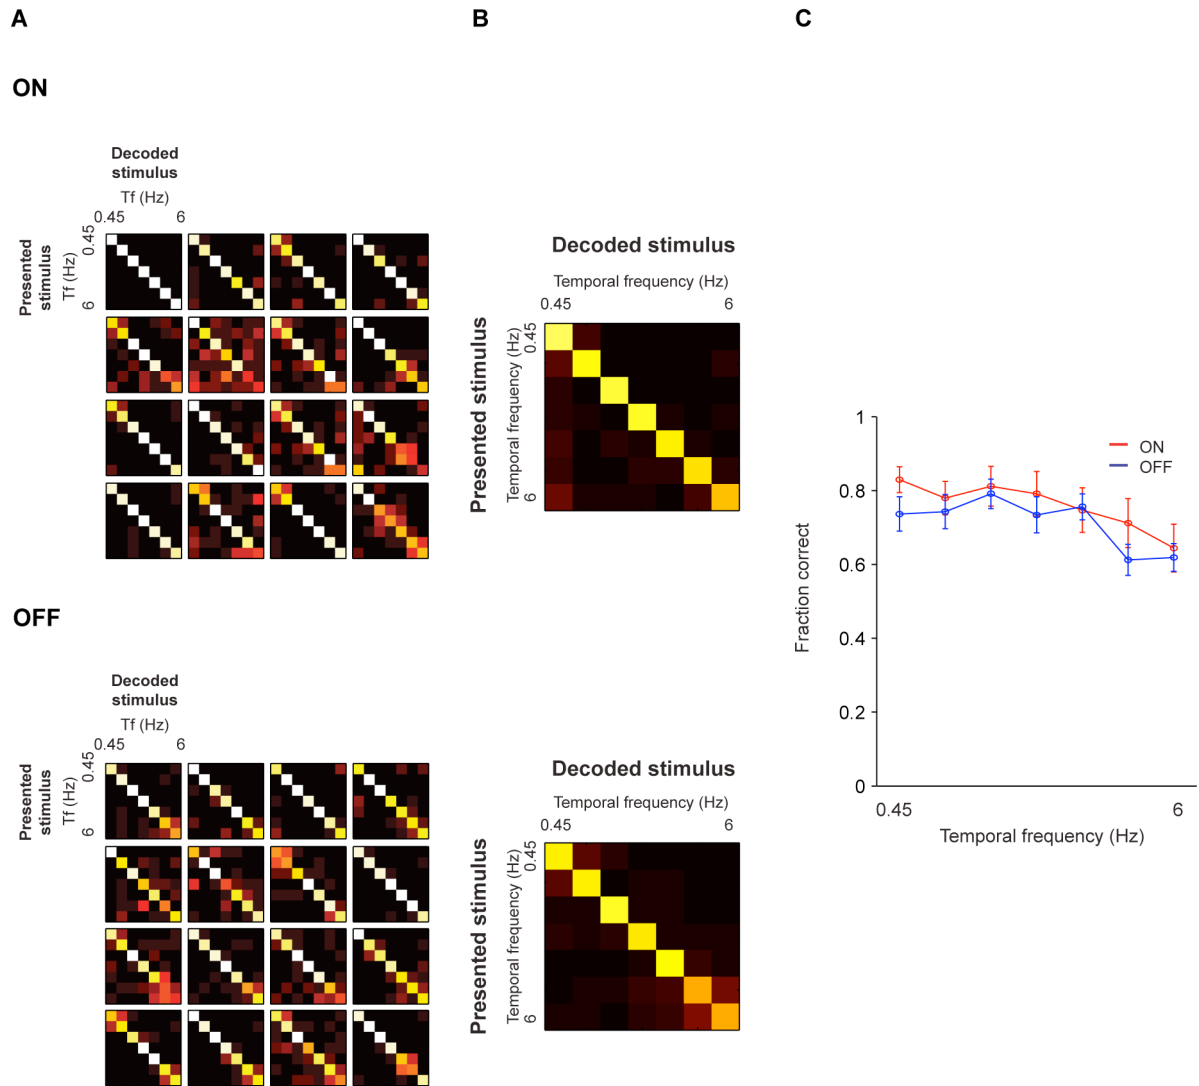 A
B
C
ON
Decoded
stimulus
Tf (Hz)
0.45 6
Presented
stimulus
Tf (Hz)
0.45
6
Decoded stimulus
Temporal frequency (Hz)
0.45 6
Presented stimulus
Temporal frequency (Hz)
0.45
6
1
0.8
0.6
0.4
0.2
0
Fraction correct
ON
OFF
0.45 6
Temporal frequency (Hz)
OFF
Decoded
stimulus
Tf (Hz)
0.45 6
Presented
stimulus
Tf (Hz)
0.45
6
Decoded stimulus
Temporal frequency (Hz)
0.45 6
Presented stimulus
Temporal frequency (Hz)
0.45
6